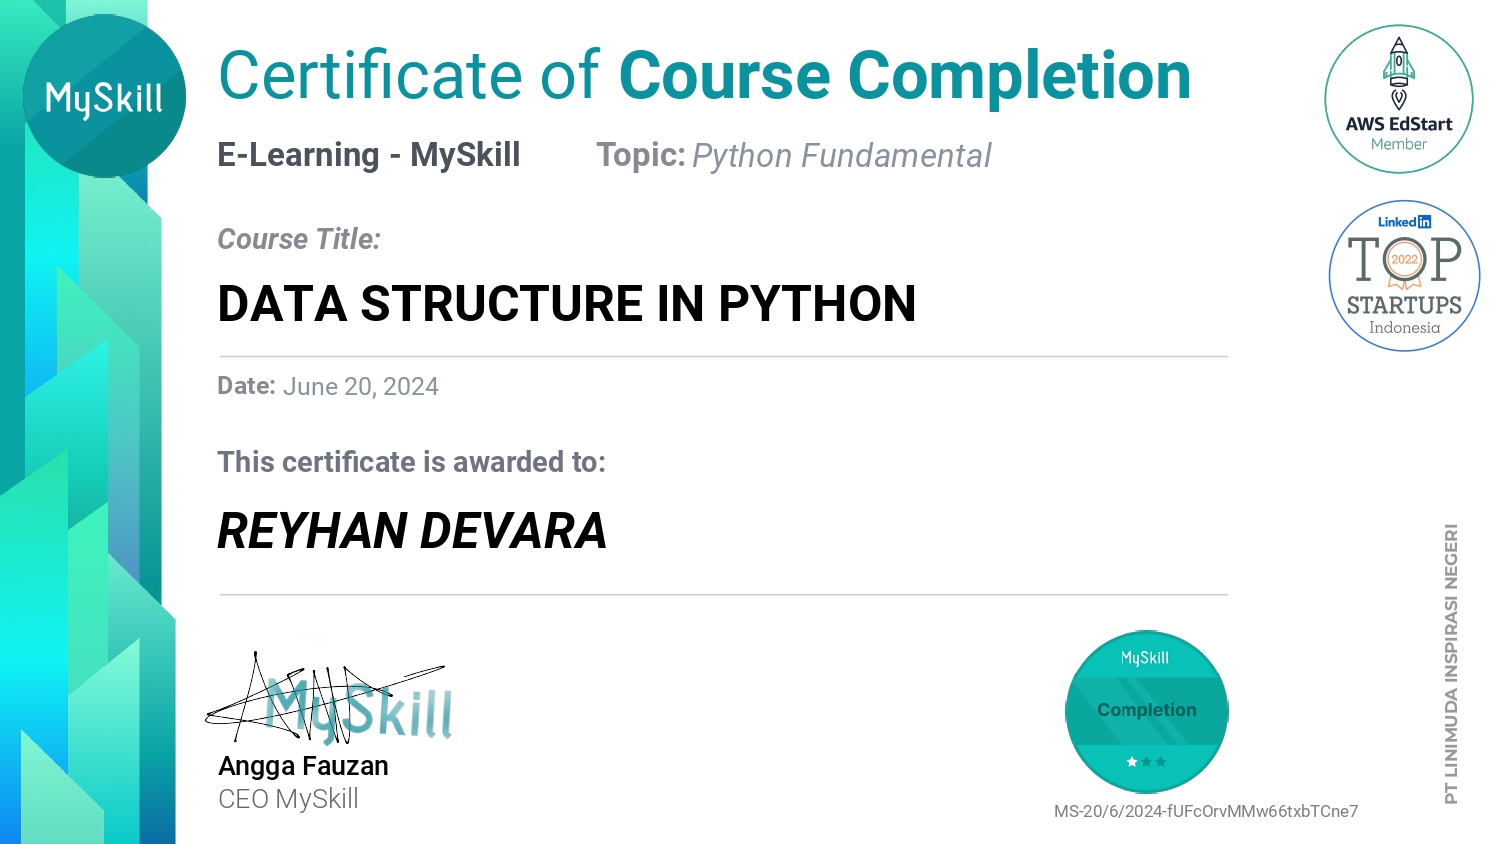 MySkill
Certificate of Course Completion
E-Learning - MySkill Topic: Python Fundamental
Course Title:
DATA STRUCTURE IN PYTHON
Date: June 20, 2024
This certificate is awarded to:
REYHAN DEVARA
MySkill
Angga Fauzan
CEO MySkill
AWS EdStart
Member
Linked in
TOP
2022
STARTUPS
Indonesia
PT LINIMUDA INSPIRASI NEGERI
MySkill
Completion
MS-20/6/2024-fUFcOrvMMw66txbTCne7